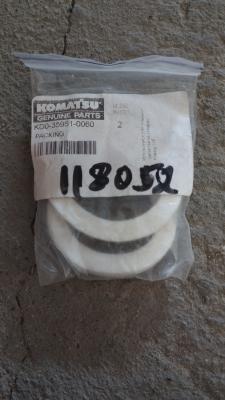 KOMATSU
GENUINE PARTS
KD0-35951-0060
PACKING
2
118052